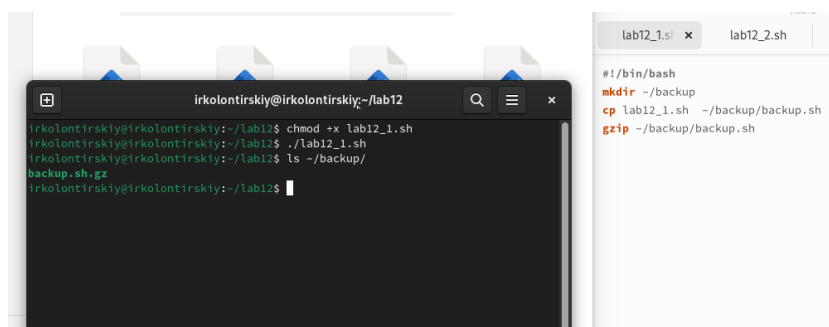 irkolontirskiy@irkolontirskiy:~/lab12
irkolontirskiy@irkolontirskiy:~/lab12$ chmod +x lab12_1.sh
irkolontirskiy@irkolontirskiy:~/lab12$ ./lab12_1.sh
irkolontirskiy@irkolontirskiy:~/lab12$ ls ~/backup/
backup.sh.gz
irkolontirskiy@irkolontirskiy:~/lab12$
lab12_1.sh × lab12_2.sh
#!/bin/bash
mkdir ~/backup
cp lab12_1.sh  ~/backup/backup.sh
gzip ~/backup/backup.sh